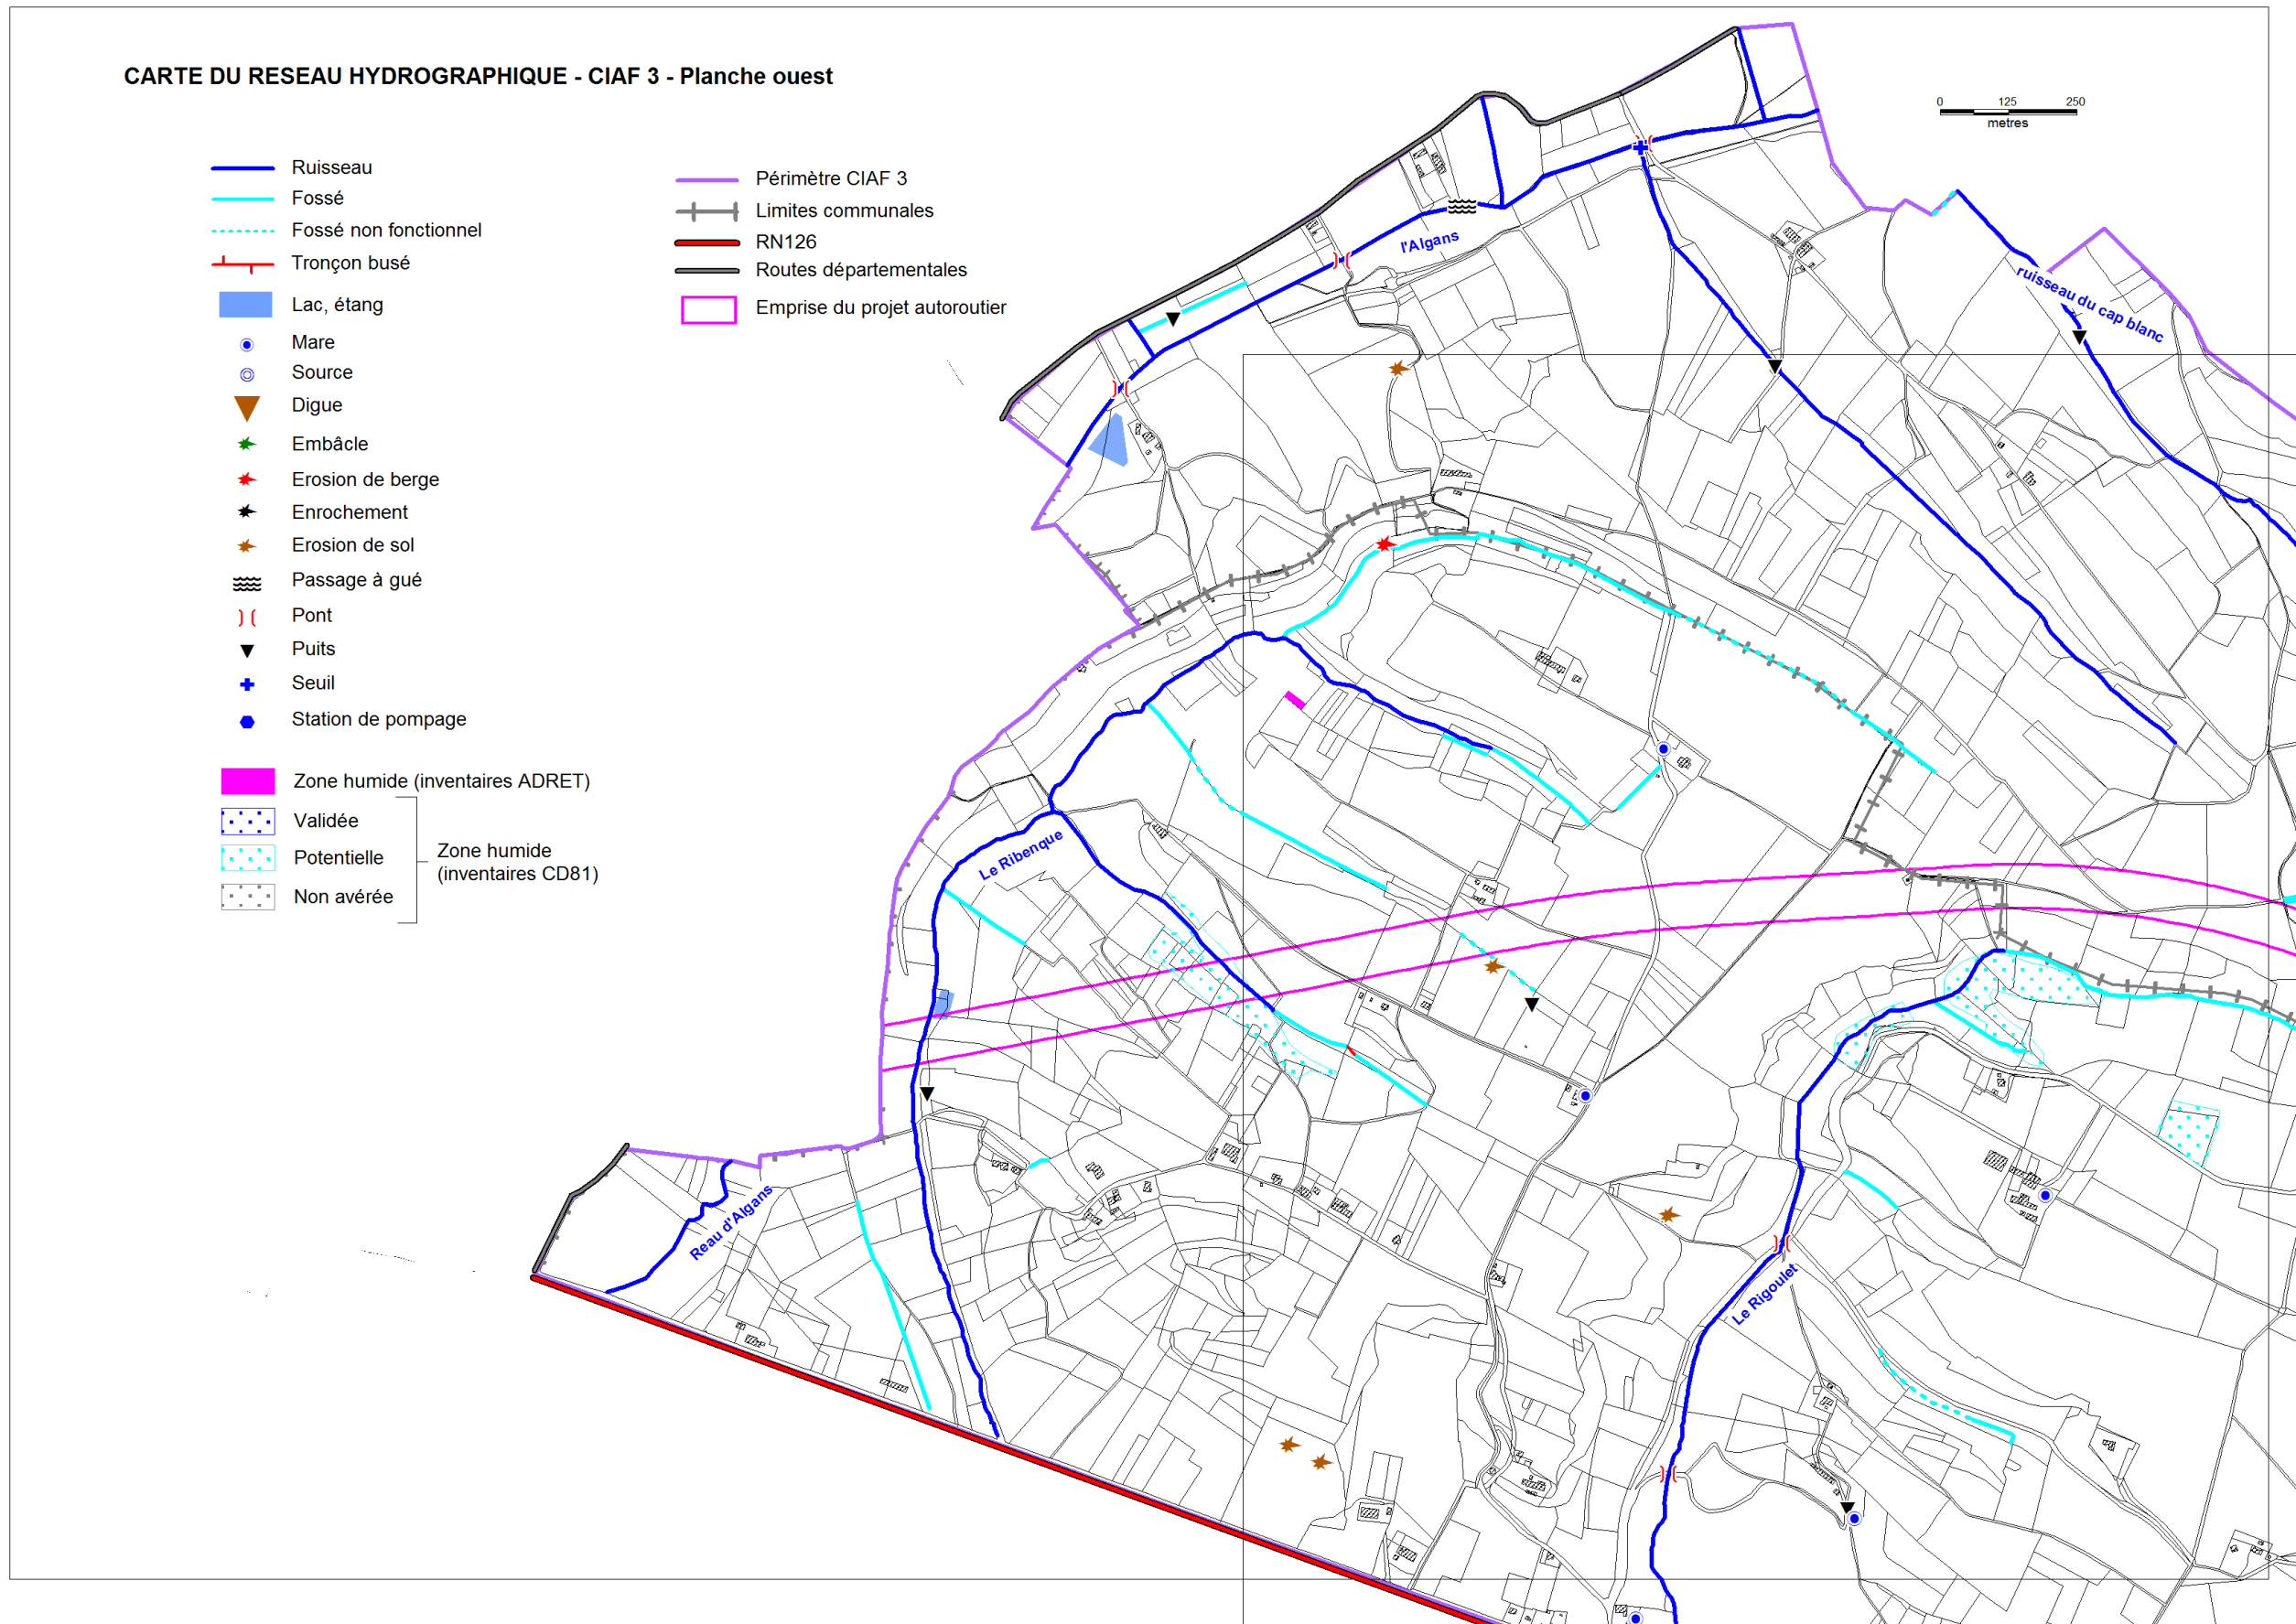 CARTE DU RESEAU HYDROGRAPHIQUE - CIAF 3 - Planche ouest
0 125 250
metres
Ruisseau
Fossé
Fossé non fonctionnel
Tronçon busé
Lac, étang
Mare
Source
Digue
Embâcle
Erosion de berge
Enrochement
Erosion de sol
Passage à gué
Pont
Puits
Seuil
Station de pompage
Zone humide (inventaires ADRET)
Validée
Potentielle
Non avérée
Zone humide
(inventaires CD81)
Périmètre CIAF 3
Limites communales
RN126
Routes départementales
Emprise du projet autoroutier
l'Algans
ruisseau du cap blanc
Le Ribenque
Reau d'Algans
Le Rigoulet